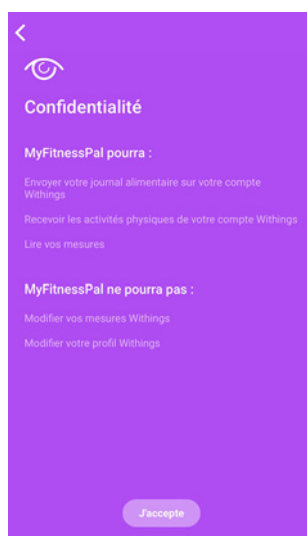 Confidentialité
MyFitnessPal pourra :
Envoyer votre journal alimentaire sur votre compte
Withings
Recevoir les activités physiques de votre compte Withings
Lire vos mesures
MyFitnessPal ne pourra pas :
Modifier vos mesures Withings
Modifier votre profil Withings
J'accepte